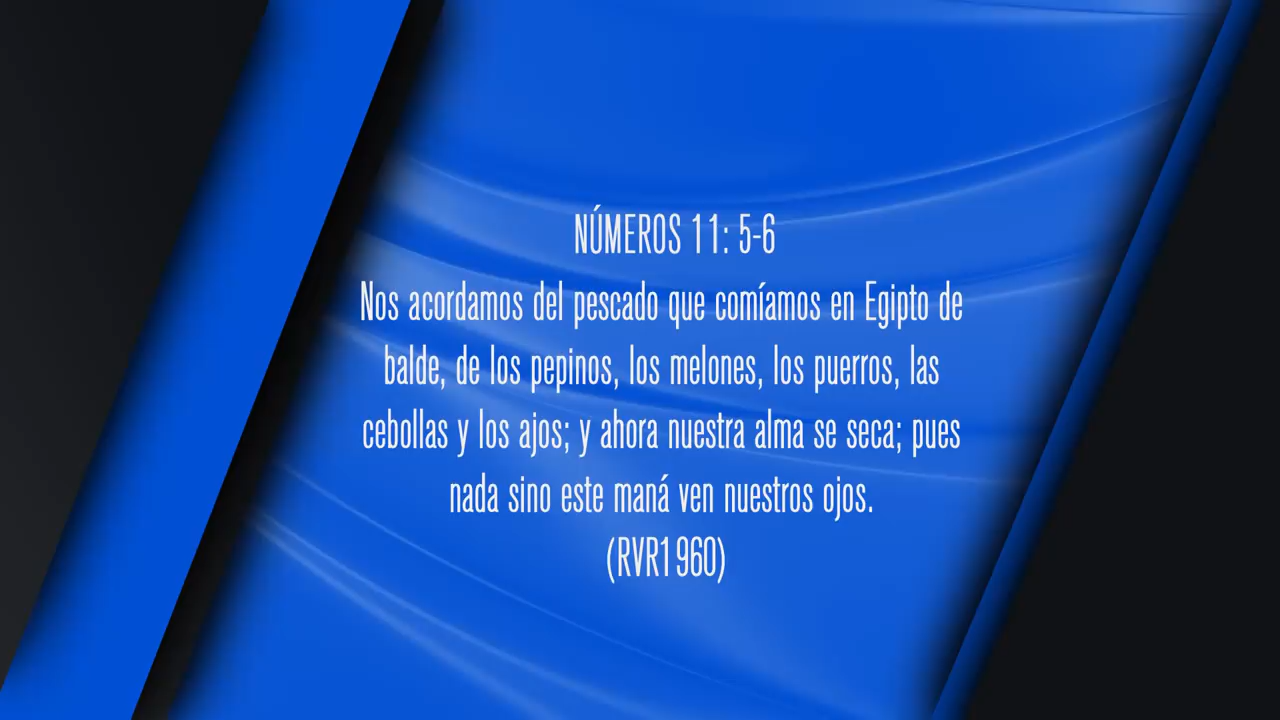 NÚMEROS 11: 5-6
Nos acordamos del pescado que comíamos en Egipto de
balde, de los pepinos, los melones, los puerros, las
cebollas y los ajos; y ahora nuestra alma se seca; pues
nada sino este maná ven nuestros ojos.
(RVR1960)